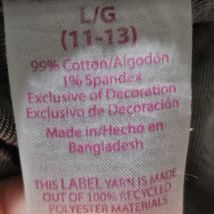 L/G
(11-13)
99% Cotton/Algodón
1% Spandex
Exclusive of Decoration
Exclusivo de Decoración
Made in/Hecho en
Bangladesh
THIS LABEL YARN IS MADE
OUT OF 100% RECYCLED
POLYESTER MATERIALS